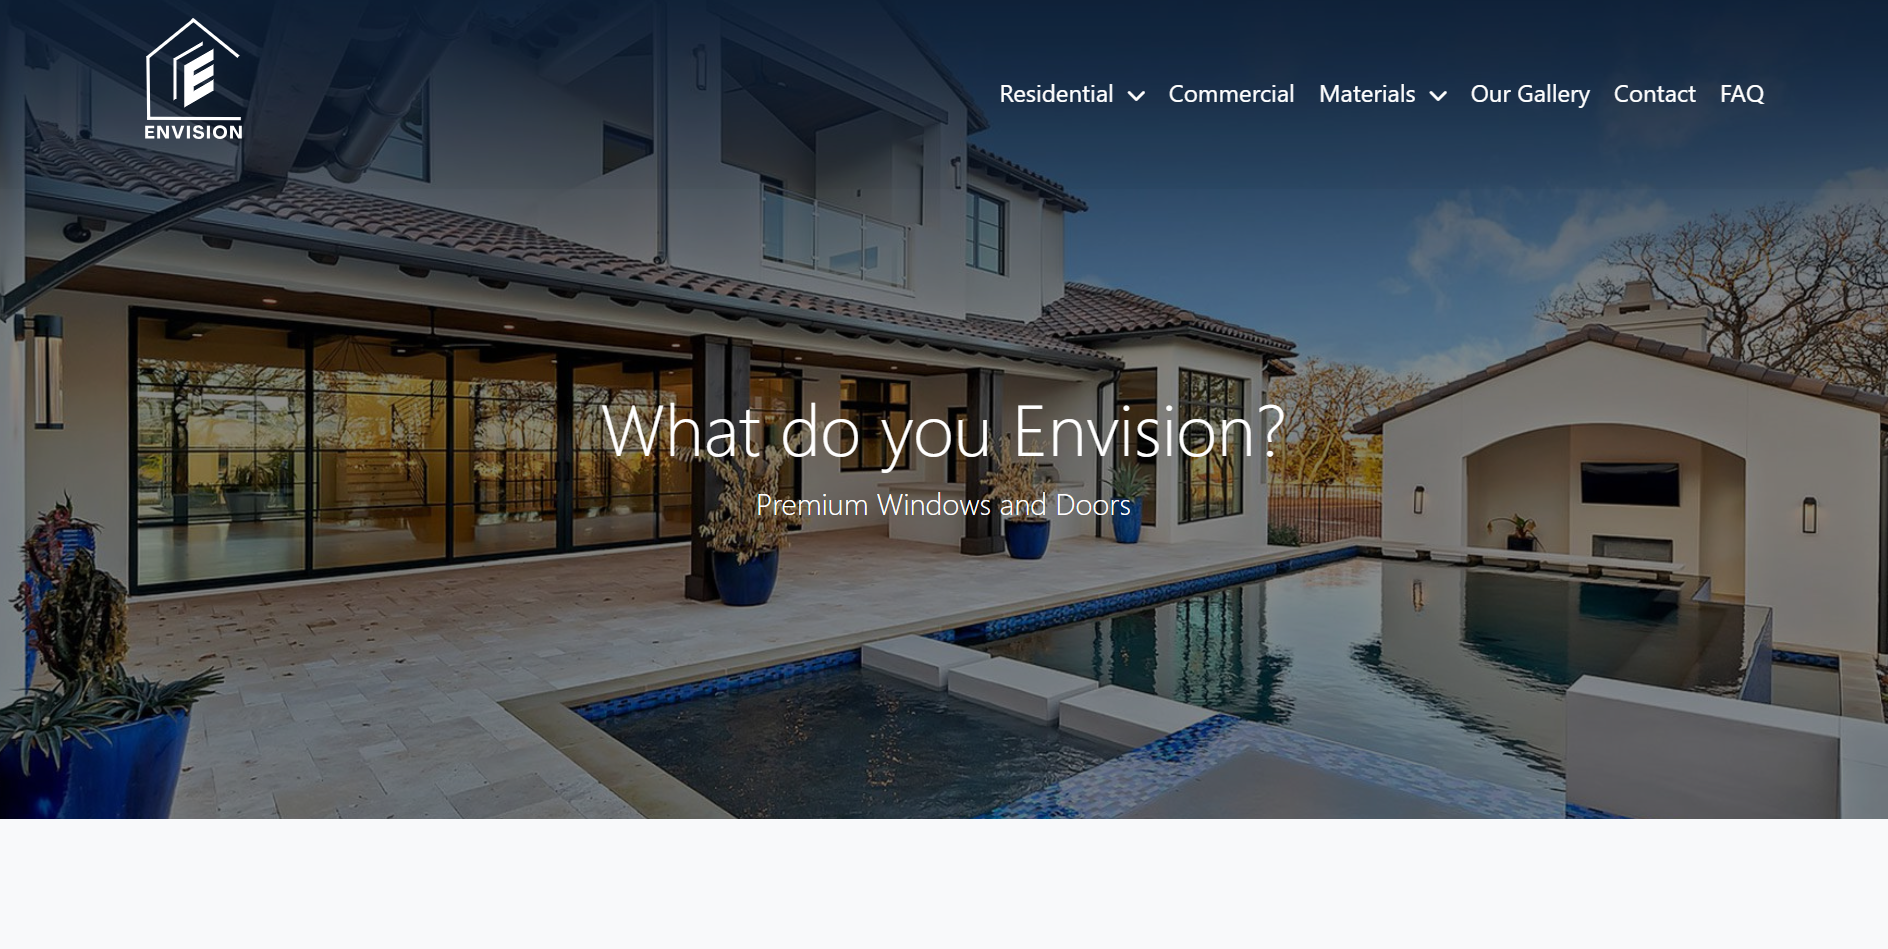 ENVISION
Residential Commercial Materials Our Gallery Contact FAQ
What do you Envision?
Premium Windows and Doors